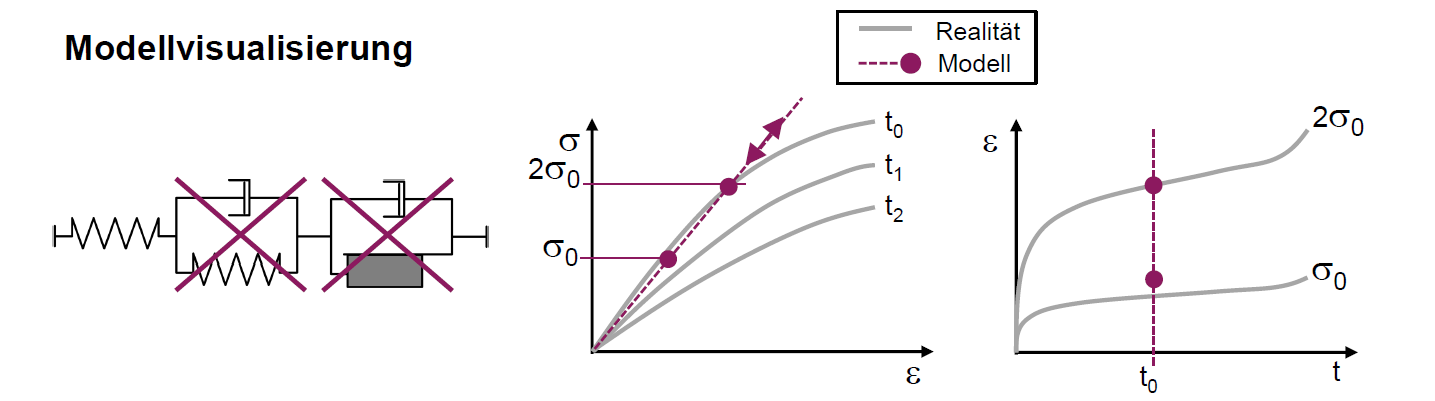 Modellvisualisierung
Realität
Modell
σ
2σ0
σ0
t0
t1
t2
ε
ε
2σ0
σ0
t0
t